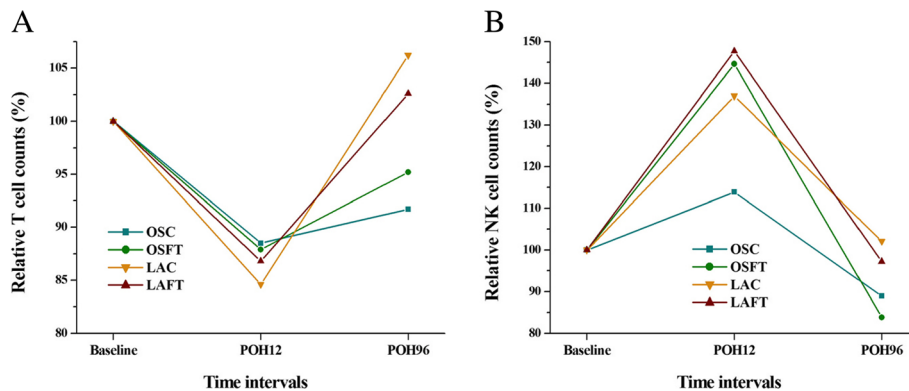 A
Relative T cell counts (%)
105
100
95
90
85
80
OSC
OSFT
LAC
LAFT
Baseline
POH12
POH96
Time intervals
B
Relative NK cell counts (%)
150
140
130
120
110
100
90
80
OSC
OSFT
LAC
LAFT
Baseline
POH12
POH96
Time intervals